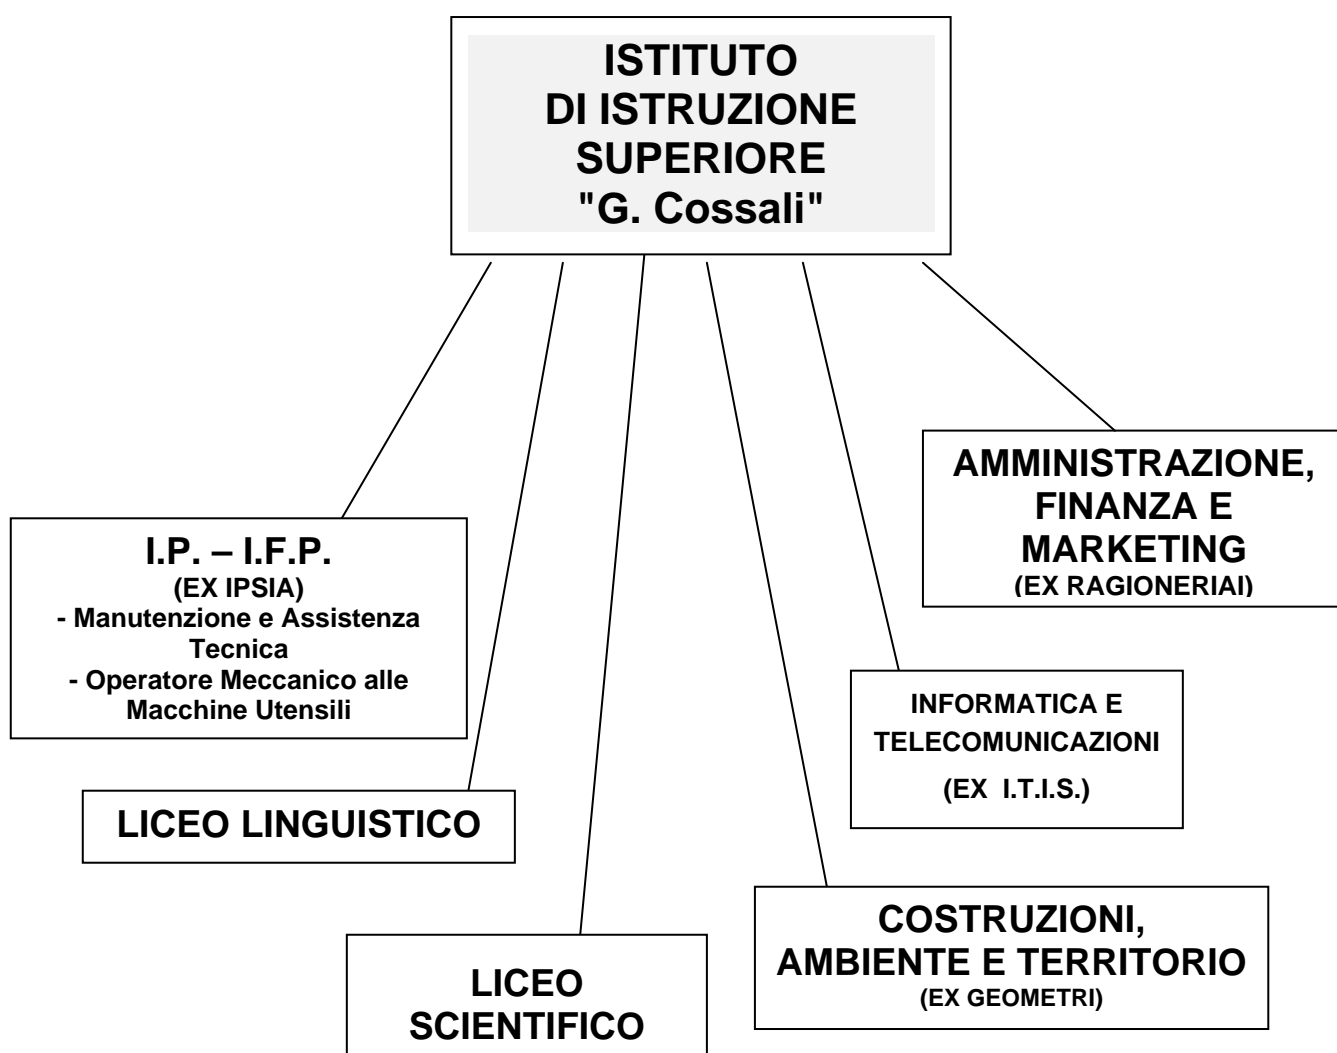 ISTITUTO
DI ISTRUZIONE
SUPERIORE
"G. Cossali"
I.P. – I.F.P.
(EX IPSIA)
- Manutenzione e Assistenza
Tecnica
- Operatore Meccanico alle
Macchine Utensili
LICEO LINGUISTICO
LICEO
SCIENTIFICO
COSTRUZIONI,
AMBIENTE E TERRITORIO
(EX GEOMETRI)
INFORMATICA E
TELECOMUNICAZIONI
(EX I.T.I.S.)
AMMINISTRAZIONE,
FINANZA E
MARKETING
(EX RAGIONERIAI)